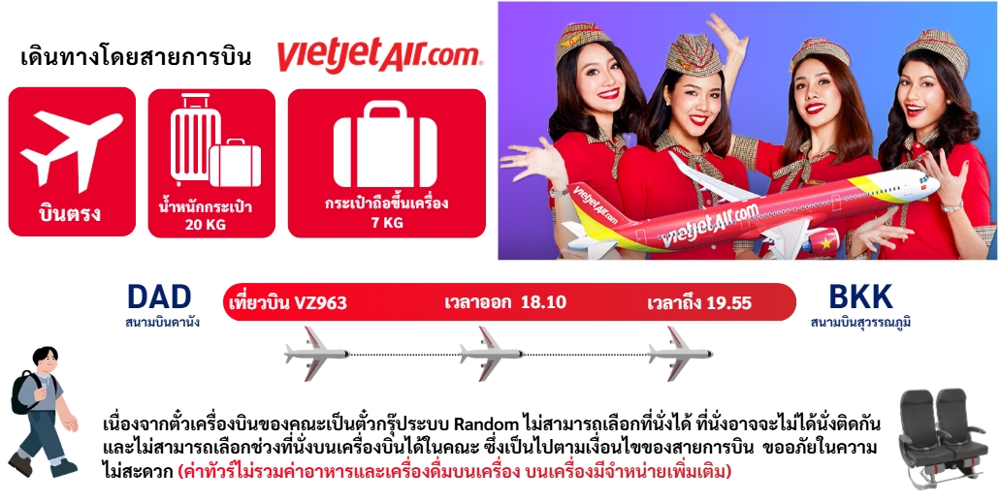 เดินทางโดยสายการบิน vietjetAir.com
บินตรง
น้ำหนักกระเป๋า
20 KG
กระเป๋าถือขึ้นเครื่อง
7 KG
vietjetAir.com
vietjetAir.com
DAD
สนามบินดานัง
เที่ยวบิน VZ963
เวลาออก 18.10
เวลาถึง 19.55
BKK
สนามบินสุวรรณภูมิ
เนื่องจากตั๋วเครื่องบินของคณะเป็นตั๋วกรุ๊ประบบ Random ไม่สามารถเลือกที่นั่งได้ ที่นั่งอาจจะไม่ได้นั่งติดกัน
และไม่สามารถเลือกช่วงที่นั่งบนเครื่องบินได้ในคณะ ซึ่งเป็นไปตามเงื่อนไขของสายการบิน ขออภัยในความ
ไม่สะดวก (ค่าทัวร์ไม่รวมค่าอาหารและเครื่องดื่มบนเครื่อง บนเครื่องมีจำหน่ายเพิ่มเติม)